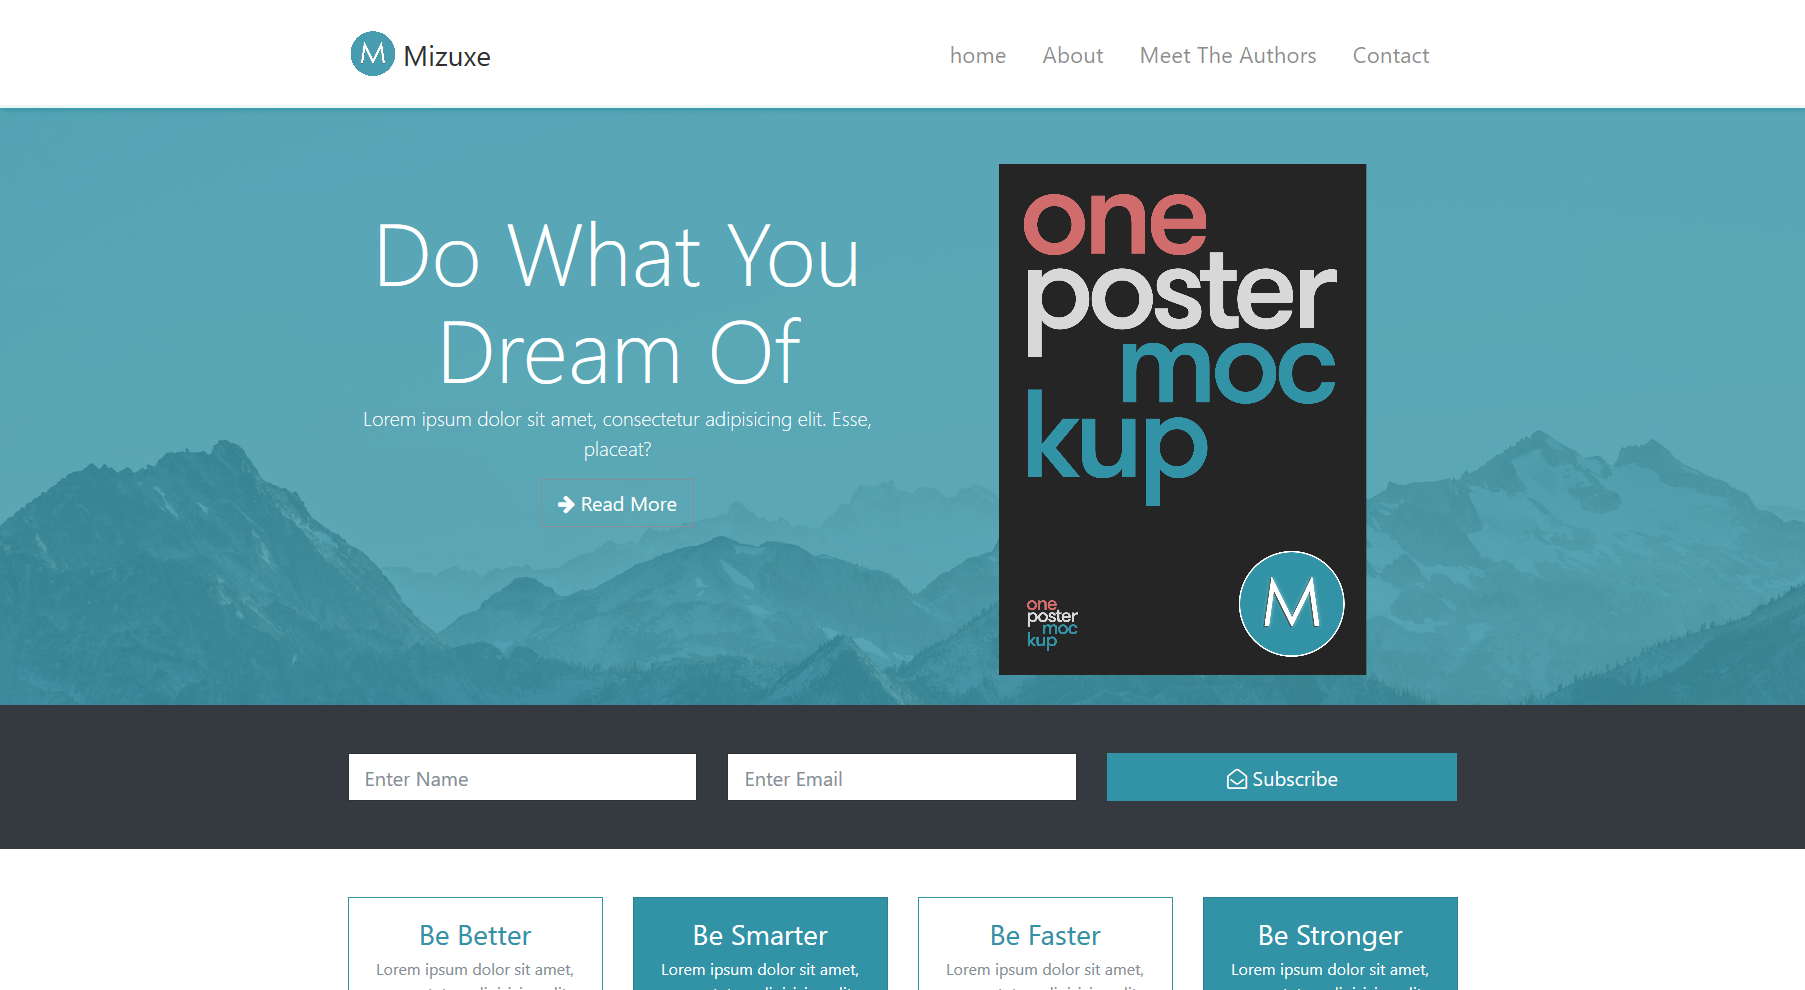 M Mizuxe
home About Meet The Authors Contact
Do What You
Dream Of
Lorem ipsum dolor sit amet, consectetur adipisicing elit. Esse,
placeat?
Read More
one
poster
moc
kup
one
poster
moc
kup
M
Enter Name
Enter Email
Subscribe
Be Better
Lorem ipsum dolor sit amet,
Be Smarter
Lorem ipsum dolor sit amet,
Be Faster
Lorem ipsum dolor sit amet,
Be Stronger
Lorem ipsum dolor sit amet,